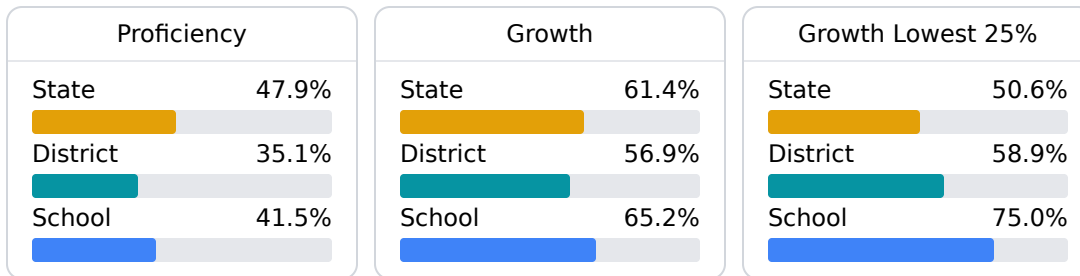 Proficiency
State 47.9%
District 35.1%
School 41.5%
Growth
State 61.4%
District 56.9%
School 65.2%
Growth Lowest 25%
State 50.6%
District 58.9%
School 75.0%